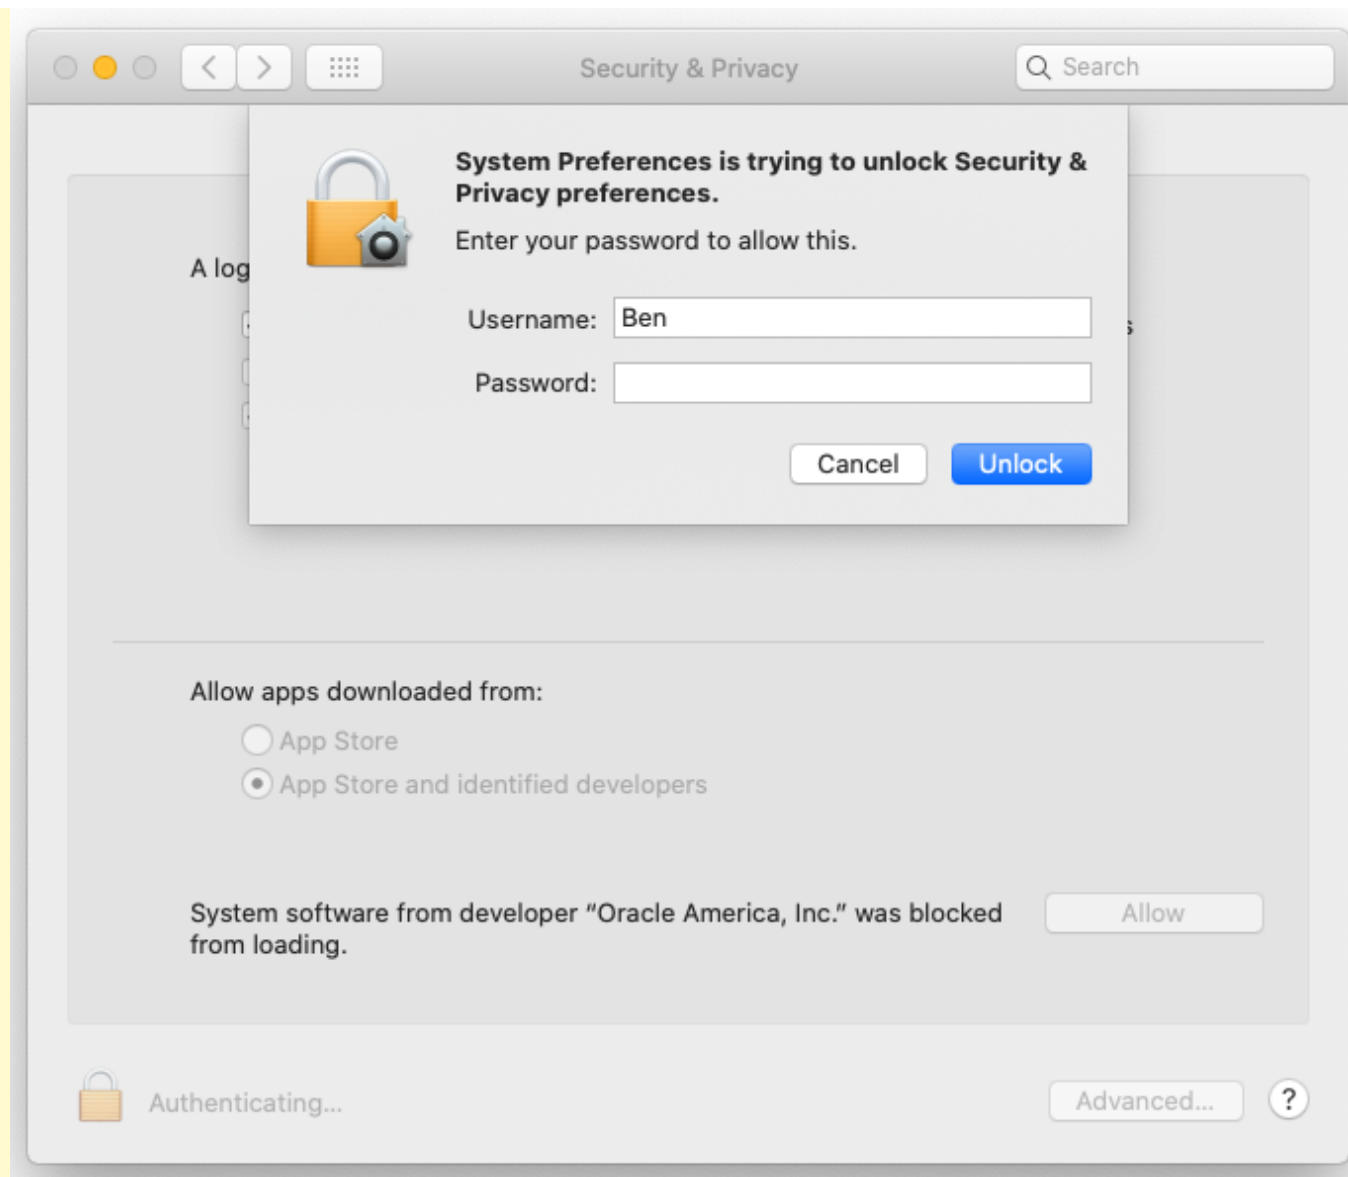 Security & Privacy
Search
System Preferences is trying to unlock Security &
Privacy preferences.
Enter your password to allow this.
A log
Username: Ben
s
Password:
Cancel
Unlock
Allow apps downloaded from:
App Store
App Store and identified developers
System software from developer “Oracle America, Inc.” was blocked
from loading.
Allow
Authenticating...
Advanced...
?